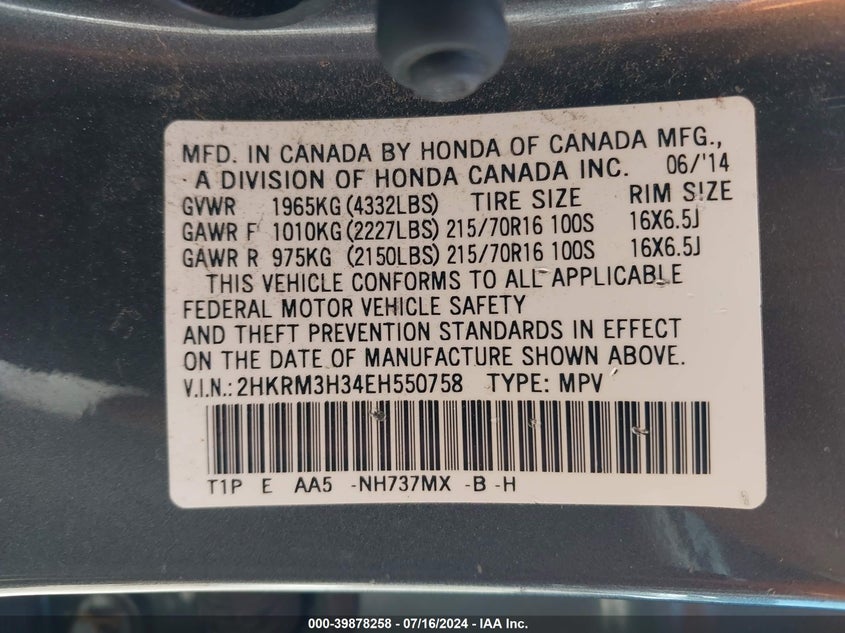 MFD. IN CANADA BY HONDA OF CANADA MFG.,
A DIVISION OF HONDA CANADA INC. 06/'14
GVWR 1965KG (4332LBS) TIRE SIZE RIM SIZE
GAWR F 1010KG (2227LBS) 215/70R16 100S 16X6.5J
GAWR R 975KG (2150LBS) 215/70R16 100S 16X6.5J
THIS VEHICLE CONFORMS TO ALL APPLICABLE
FEDERAL MOTOR VEHICLE SAFETY
AND THEFT PREVENTION STANDARDS IN EFFECT
ON THE DATE OF MANUFACTURE SHOWN ABOVE.
V.I.N.: 2HKRM3H34EH550758 TYPE: MPV
T1P E AA5 -NH737MX -B -H
000-39878258 - 07/16/2024 - IAA Inc.